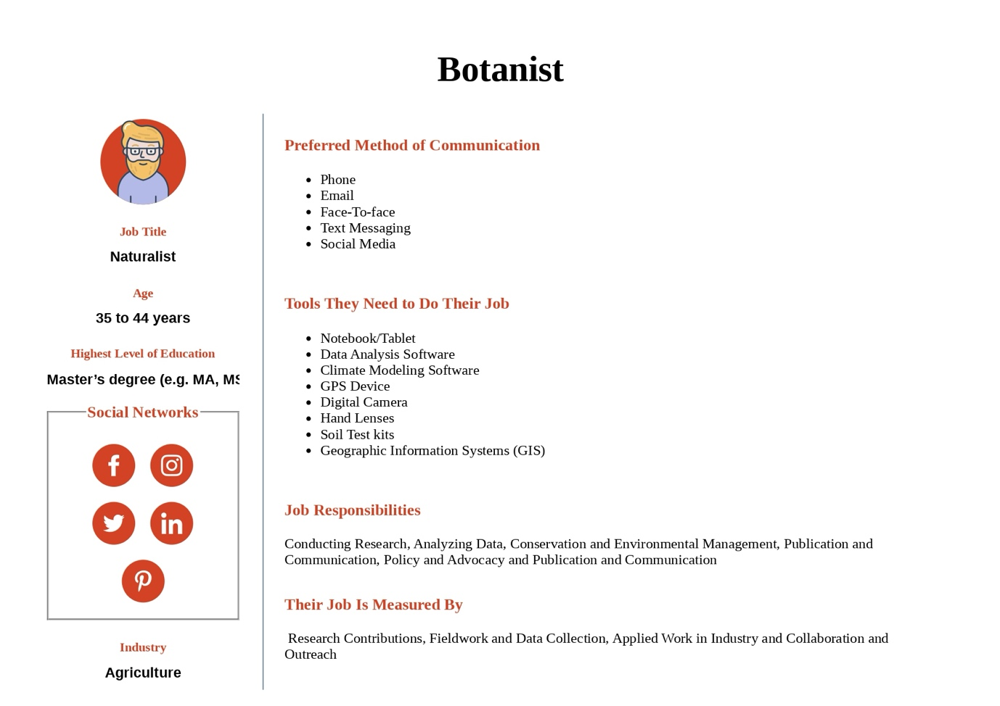 Botanist
Job Title
Naturalist
Age
35 to 44 years
Highest Level of Education
Master’s degree (e.g. MA, MS
Social Networks
Industry
Agriculture
Preferred Method of Communication
Phone
Email
Face-To-face
Text Messaging
Social Media
Tools They Need to Do Their Job
Notebook/Tablet
Data Analysis Software
Climate Modeling Software
GPS Device
Digital Camera
Hand Lenses
Soil Test kits
Geographic Information Systems (GIS)
Job Responsibilities
Conducting Research, Analyzing Data, Conservation and Environmental Management, Publication and
Communication, Policy and Advocacy and Publication and Communication
Their Job Is Measured By
Research Contributions, Fieldwork and Data Collection, Applied Work in Industry and Collaboration and
Outreach